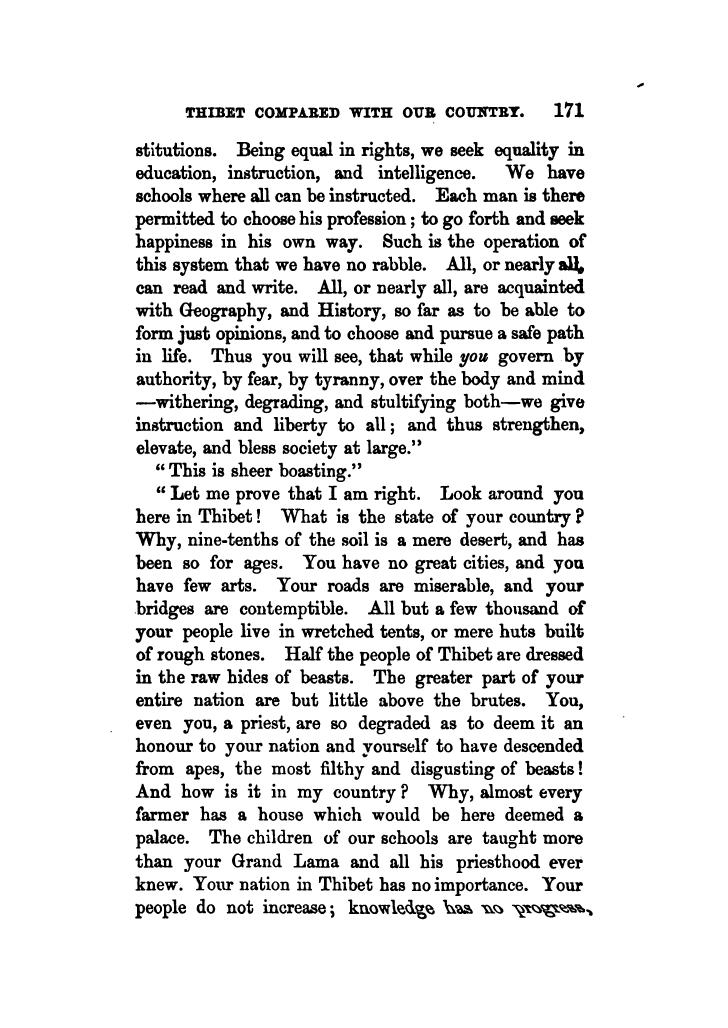 THIBET COMPARED WITH OUR COUNTRY. 171
stitutions. Being equal in rights, we seek equality in
education, instruction, and intelligence. We have
schools where all can be instructed. Each man is there
permitted to choose his profession; to go forth and seek
happiness in his own way. Such is the operation of
this system that we have no rabble. All, or nearly all,
can read and write. All, or nearly all, are acquainted
with Geography, and History, so far as to be able to
form just opinions, and to choose and pursue a safe path
in life. Thus you will see, that while you govern by
authority, by fear, by tyranny, over the body and mind
—withering, degrading, and stultifying both—we give
instruction and liberty to all; and thus strengthen,
elevate, and bless society at large."
"This is sheer boasting."
"Let me prove that I am right. Look around you
here in Thibet! What is the state of your country?
Why, nine-tenths of the soil is a mere desert, and has
been so for ages. You have no great cities, and you
have few arts. Your roads are miserable, and your
bridges are contemptible. All but a few thousand of
your people live in wretched tents, or mere huts built
of rough stones. Half the people of Thibet are dressed
in the raw hides of beasts. The greater part of your
entire nation are but little above the brutes. You,
even you, a priest, are so degraded as to deem it an
honour to your nation and yourself to have descended
from apes, the most filthy and disgusting of beasts!
And how is it in my country? Why, almost every
farmer has a house which would be here deemed a
palace. The children of our schools are taught more
than your Grand Lama and all his priesthood ever
knew. Your nation in Thibet has no importance. Your
people do not increase; knowledge has no progress,